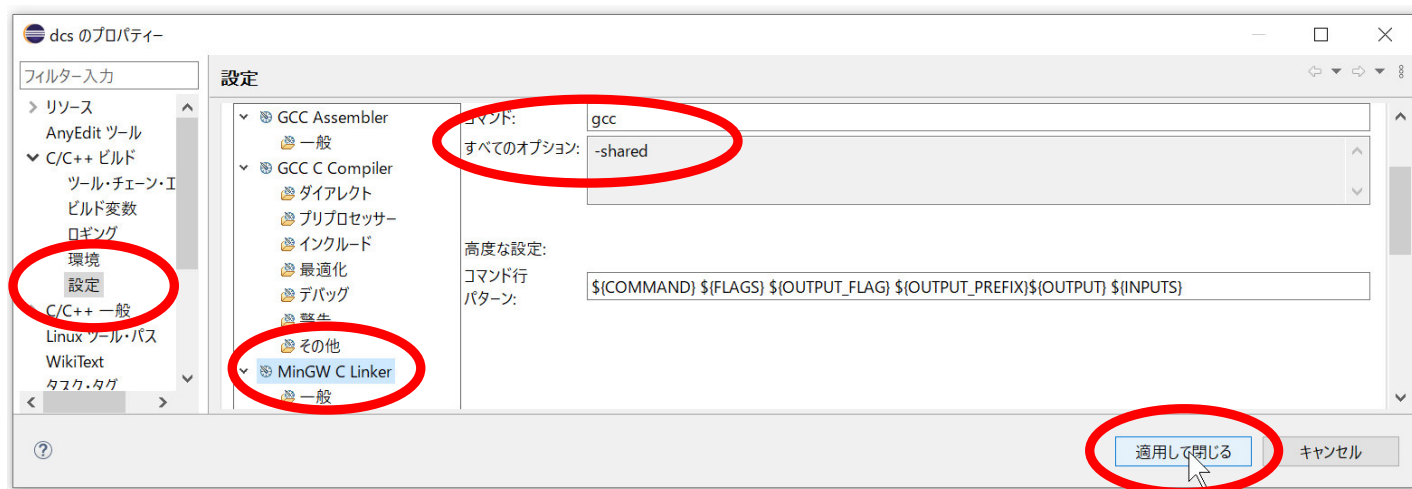 dcs のプロパティー
フィルター入力
設定
リソース
AnyEdit ツール
C/C++ ビルド
ツール・チェーン・エ
ビルド変数
ロギング
環境
設定
C/C++ 一般
Linux ツール・パス
WikiText
タスク・タグ
GCC Assembler
一般
GCC C Compiler
ダイアレクト
プリプロセッサー
インクルード
最適化
デバッグ
警告
その他
MinGW C Linker
一般
コマンド: gcc
すべてのオプション: -shared
高度な設定:
コマンド行
パターン: ${COMMAND} ${FLAGS} ${OUTPUT_FLAG} ${OUTPUT_PREFIX}${OUTPUT} ${INPUTS}
適用して閉じる キャンセル